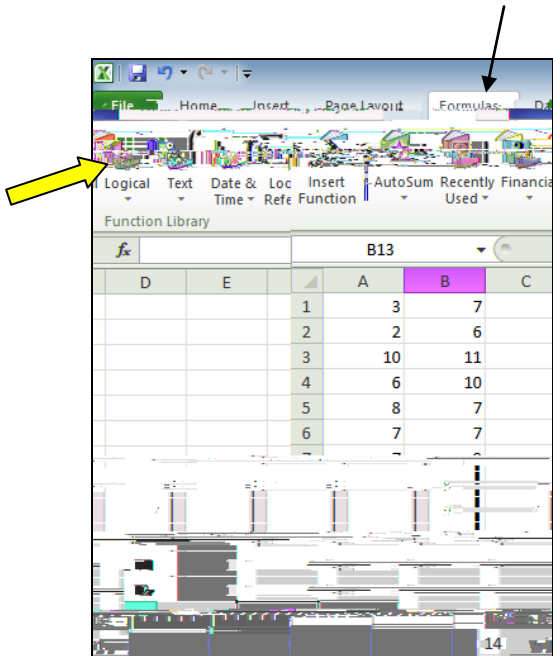 File Home Insert Page Layout Formulas
Logical Text Date & Insert AutoSum Recently Financia
Time Refe Function Used
Function Library
fx B13
D E A B C
1 3 7
2 2 6
3 10 11
4 6 10
5 8 7
6 7 7
14